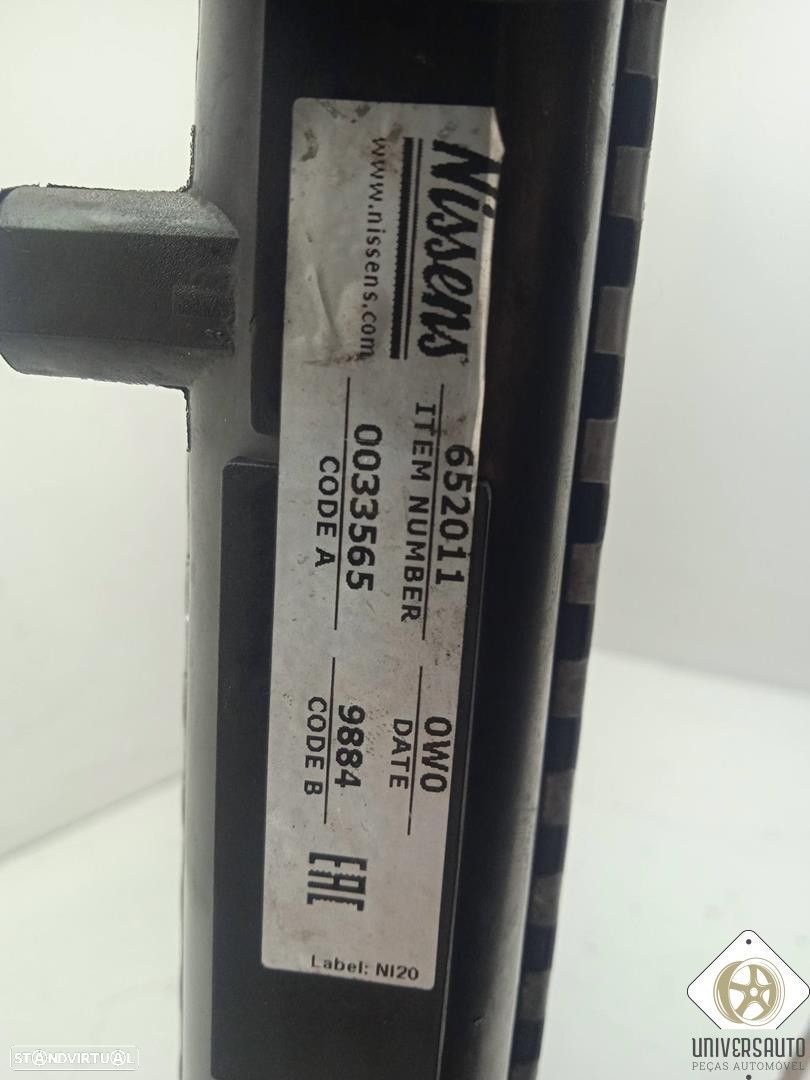 Nissens
www.nissens.com
652011
ITEM NUMBER
0W0
DATE
0033565
CODE A
9884
CODE B
EAC
Label: NI20
STANDVIRTUAL
UNIVERSAUTO
PEÇAS AUTOMÓVEL